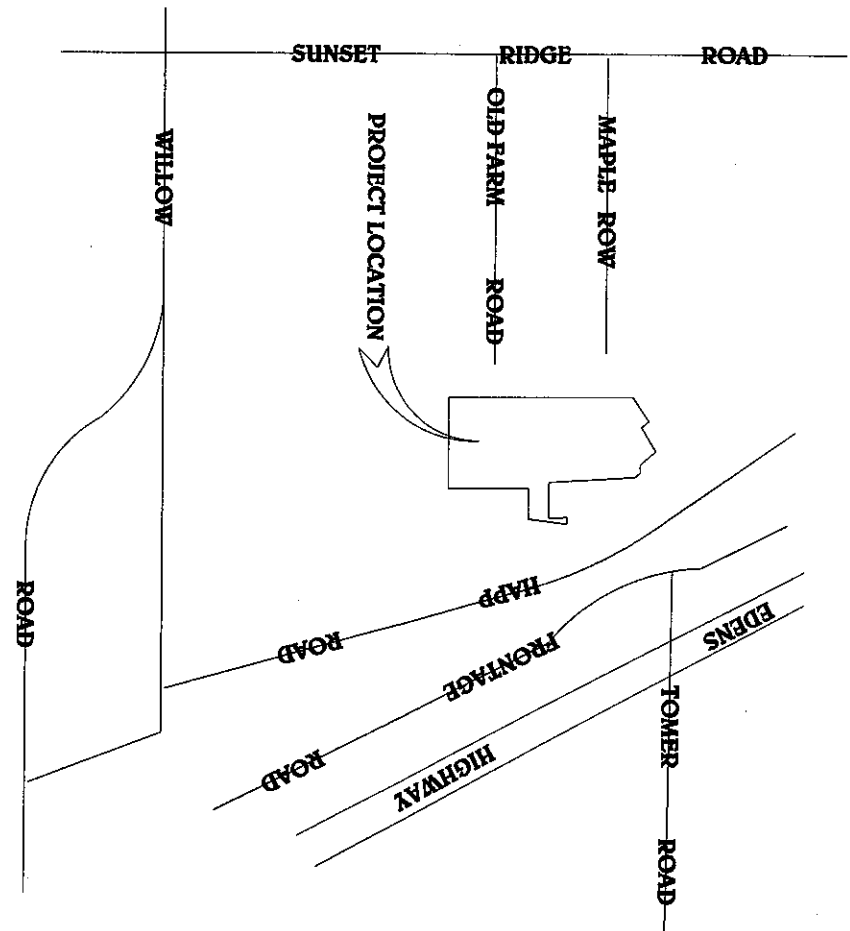 SUNSET RIDGE ROAD
WILLOW
ROAD
PROJECT LOCATION
OLD FARM ROAD
MAPLE ROW
HAPP ROAD
FRONTAGE ROAD
EDENS HIGHWAY
TOMER ROAD